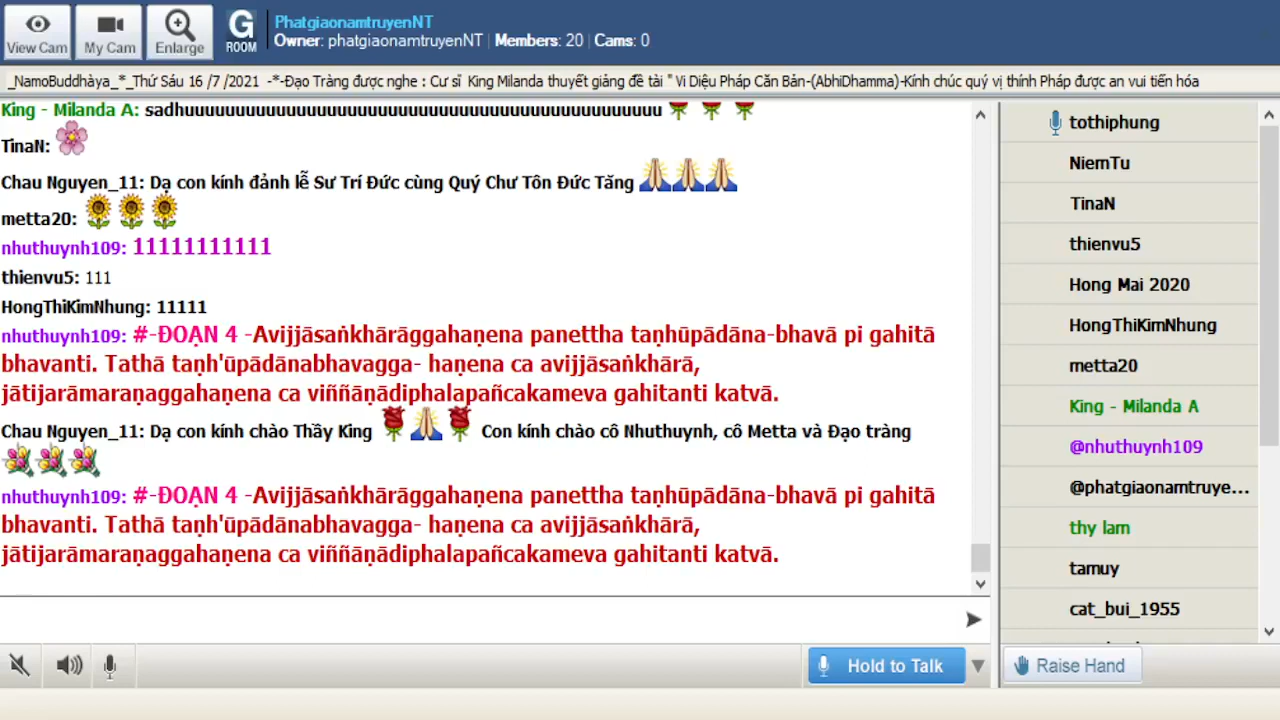 View Cam
My Cam
Enlarge
G
ROOM
PhatgiaonamtruyenNT
Owner: phatgiaonamtruyenNT | Members: 20 | Cams: 0
_NamoBuddhàya_*_Thứ Sáu 16 /7 /2021 -*-Đạo Tràng được nghe : Cư sĩ King Milanda thuyết giảng đề tài " Vi Diệu Pháp Căn Bản-(AbhiDhamma)-Kính chúc quý vị thính Pháp được an vui tiến hóa
King - Milanda A: sadhuuuuuuuuuuuuuuuuuuuuuuuuuuuuuuuuuuuuuuuuuuuuuuuuu
TinaN:
Chau Nguyen_11: Dạ con kính đảnh lễ Sư Trí Đức cùng Quý Chư Tôn Đức Tăng
metta20:
nhuthuynh109: 11111111111
thienvu5: 111
HongThiKimNhung: 11111
nhuthuynh109: #-ĐOẠN 4 -Avijjāsaṅkhārāggahaṇena panettha taṇhūpādāna-bhavā pi gahitā
bhavanti. Tathā taṇh'ūpādānabhavagga- haṇena ca avijjāsaṅkhārā,
jātijarāmaraṇaggahaṇena ca viññāṇādiphalapañcakameva gahitanti katvā.
Chau Nguyen_11: Dạ con kính chào Thầy King Con kính chào cô Nhuthuynh, cô Metta và Đạo tràng
nhuthuynh109: #-ĐOẠN 4 -Avijjāsaṅkhārāggahaṇena panettha taṇhūpādāna-bhavā pi gahitā
bhavanti. Tathā taṇh'ūpādānabhavagga- haṇena ca avijjāsaṅkhārā,
jātijarāmaraṇaggahaṇena ca viññāṇādiphalapañcakameva gahitanti katvā.
Hold to Talk
tothiphung
NiemTu
TinaN
thienvu5
Hong Mai 2020
HongThiKimNhung
metta20
King - Milanda A
@nhuthuynh109
@phatgiaonamtruye...
thy lam
tamuy
cat_bui_1955
Raise Hand